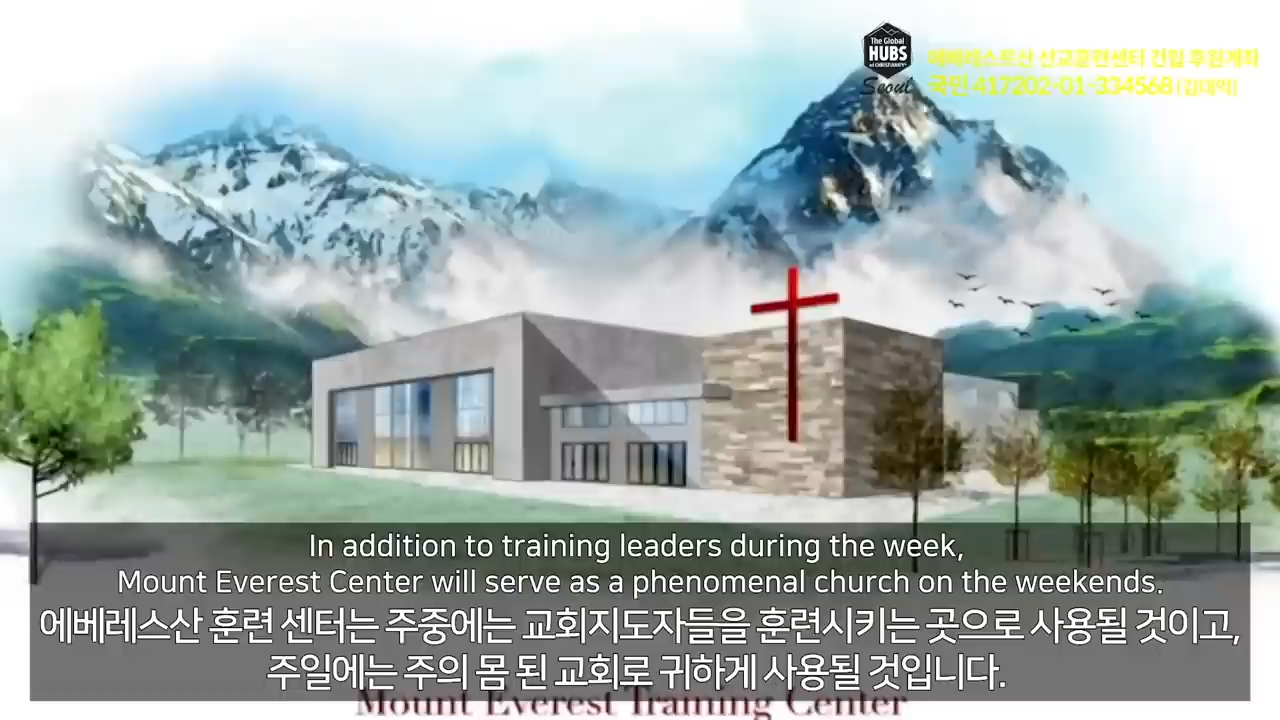 The Global
HUBS
of CHRISTIANITY
Seoul
에베레스트산 선교훈련센터 건립 후원계좌
국민 417202-01-334568 (김대억)
In addition to training leaders during the week,
Mount Everest Center will serve as a phenomenal church on the weekends.
에베레스산 훈련 센터는 주중에는 교회지도자들을 훈련시키는 곳으로 사용될 것이고,
주일에는 주의 몸 된 교회로 귀하게 사용될 것입니다.
Mount Everest Training Center